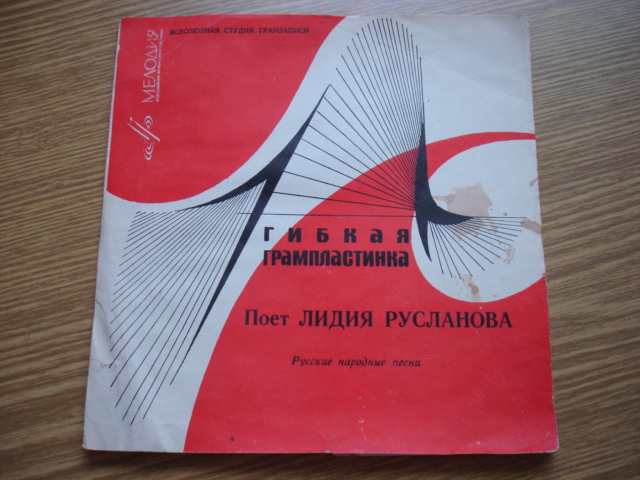 ВСЕСОЮЗНАЯ СТУДИЯ ГРАМЗАПИСИ
МЕЛОДИЯ
ГИБКАЯ
ГРАМПЛАСТИНКА
Поет ЛИДИЯ РУСЛАНОВА
Русские народные песни